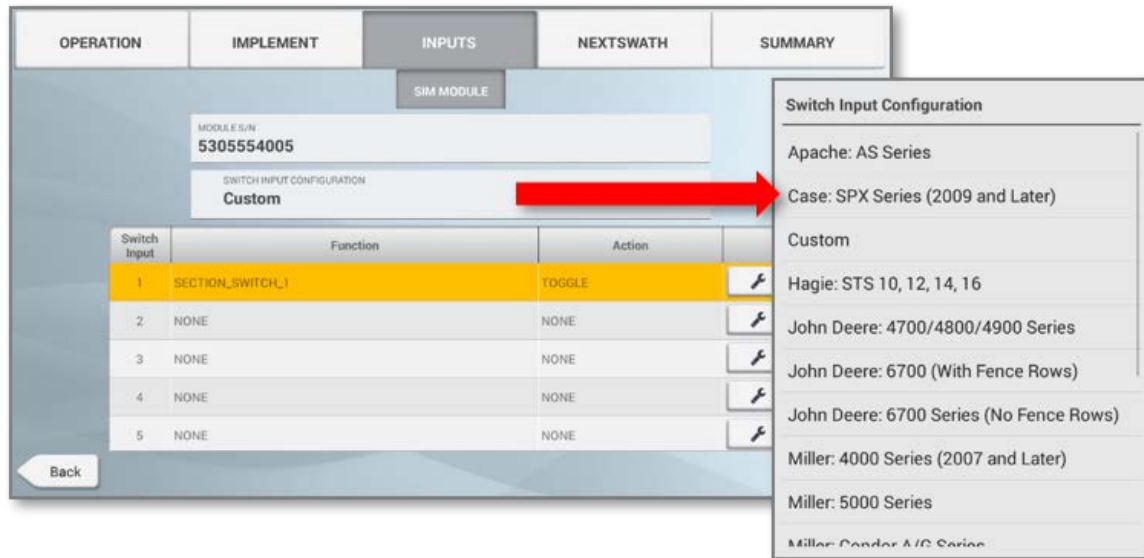 OPERATION IMPLEMENT INPUTS NEXTSWATH SUMMARY
SIM MODULE
MODULE S/N
5305554005
SWITCH INPUT CONFIGURATION
Custom
Switch Input Function Action
1 SECTION_SWITCH_1 TOGGLE
2 NONE NONE
3 NONE NONE
4 NONE NONE
5 NONE NONE
Back
Switch Input Configuration
Apache: AS Series
Case: SPX Series (2009 and Later)
Custom
Hagie: STS 10, 12, 14, 16
John Deere: 4700/4800/4900 Series
John Deere: 6700 (With Fence Rows)
John Deere: 6700 Series (No Fence Rows)
Miller: 4000 Series (2007 and Later)
Miller: 5000 Series
Miller: Condor A/G Series